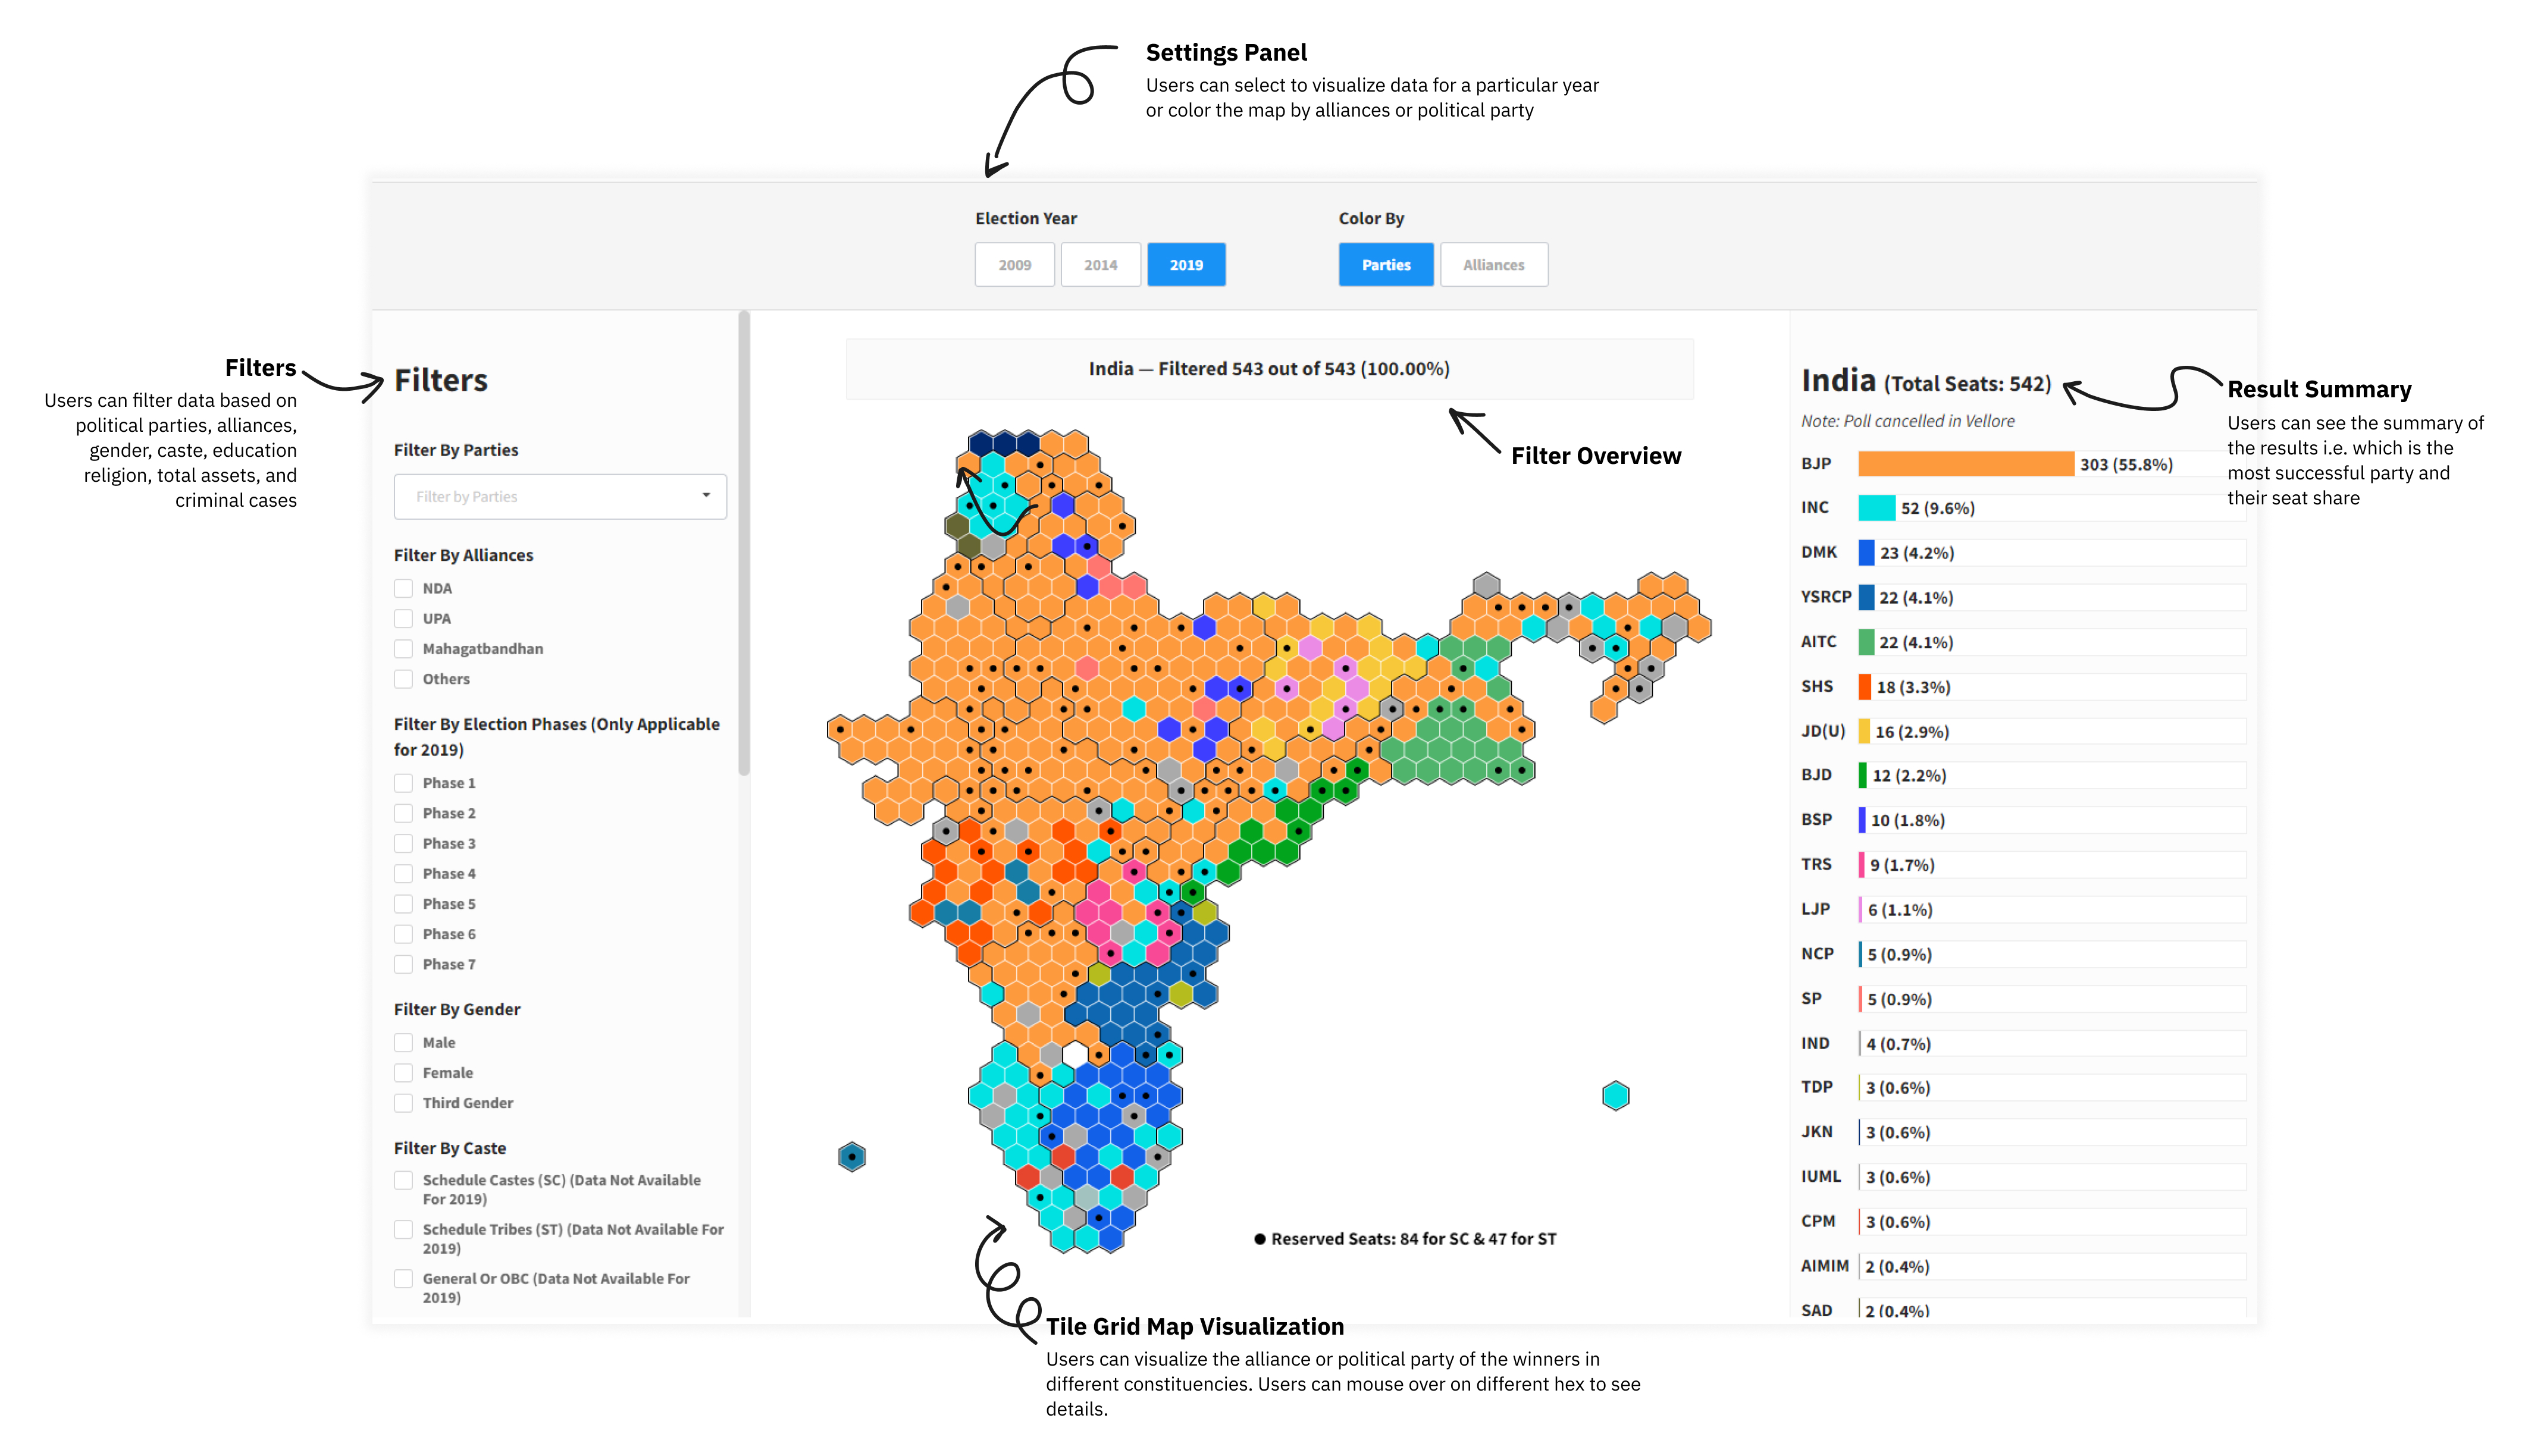 Settings Panel
Users can select to visualize data for a particular year
or color the map by alliances or political party
Election Year
2009
2014
2019
Color By
Parties
Alliances
Filters
Users can filter data based on
political parties, alliances,
gender, caste, education
religion, total assets, and
criminal cases
Filters
Filter By Parties
Filter by Parties
Filter By Alliances
NDA
UPA
Mahagatbandhan
Others
Filter By Election Phases (Only Applicable
for 2019)
Phase 1
Phase 2
Phase 3
Phase 4
Phase 5
Phase 6
Phase 7
Filter By Gender
Male
Female
Third Gender
Filter By Caste
Schedule Castes (SC) (Data Not Available
For 2019)
Schedule Tribes (ST) (Data Not Available For
2019)
General Or OBC (Data Not Available For
2019)
India — Filtered 543 out of 543 (100.00%)
Filter Overview
Reserved Seats: 84 for SC & 47 for ST
Tile Grid Map Visualization
Users can visualize the alliance or political party of the winners in
different constituencies. Users can mouse over on different hex to see
details.
India (Total Seats: 542)
Note: Poll cancelled in Vellore
BJP 303 (55.8%)
INC 52 (9.6%)
DMK 23 (4.2%)
YSRCP 22 (4.1%)
AITC 22 (4.1%)
SHS 18 (3.3%)
JD(U) 16 (2.9%)
BJD 12 (2.2%)
BSP 10 (1.8%)
TRS 9 (1.7%)
LJP 6 (1.1%)
NCP 5 (0.9%)
SP 5 (0.9%)
IND 4 (0.7%)
TDP 3 (0.6%)
JKN 3 (0.6%)
IUML 3 (0.6%)
CPM 3 (0.6%)
AIMIM 2 (0.4%)
SAD 2 (0.4%)
Result Summary
Users can see the summary of
the results i.e. which is the
most successful party and
their seat share